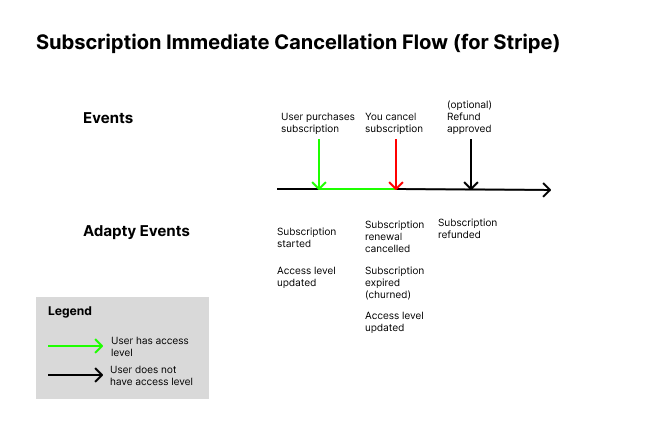 Subscription Immediate Cancellation Flow (for Stripe)
Events
User purchases
subscription
You cancel
subscription
(optional)
Refund
approved
Adapty Events
Subscription
started
Access level
updated
Subscription
renewal
cancelled
Subscription
expired
(churned)
Access level
updated
Subscription
refunded
Legend
User has access
level
User does not
have access level